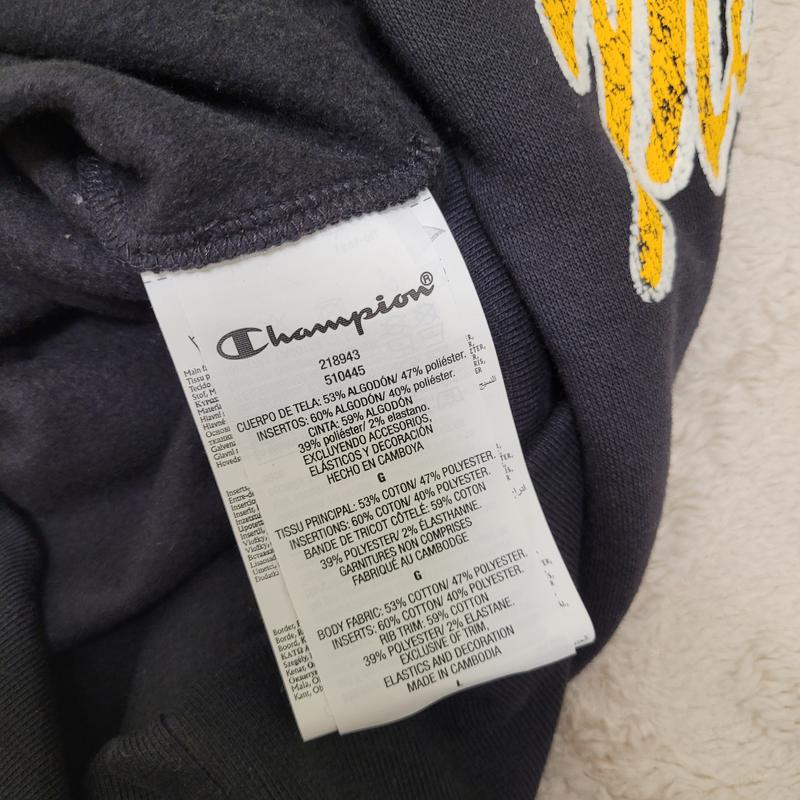 Champion®
218943
510445
CUERPO DE TELA: 53% ALGODÓN/ 47% poliéster.
INSERTOS: 60% ALGODÓN/ 40% poliéster.
CINTA: 59% ALGODÓN
39% poliéster/ 2% elastano.
EXCLUYENDO ACCESORIOS,
ELÁSTICOS Y DECORACIÓN
HECHO EN CAMBOYA
G
TISSU PRINCIPAL: 53% COTON/ 47% POLYESTER.
INSERTIONS: 60% COTON/ 40% POLYESTER.
BANDE DE TRICOT CÔTELÉ: 59% COTON
39% POLYESTER/ 2% ÉLASTHANNE.
GARNITURES NON COMPRISES
FABRIQUÉ AU CAMBODGE
G
BODY FABRIC: 53% COTTON/ 47% POLYESTER.
INSERTS: 60% COTTON/ 40% POLYESTER.
RIB TRIM: 59% COTTON
39% POLYESTER/ 2% ELASTANE.
EXCLUSIVE OF TRIM,
ELASTICS AND DECORATION
MADE IN CAMBODIA
L
Main
Tissu
Inserts,
Border,